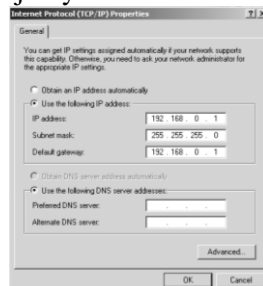 Internet Protocol (TCP/IP) Properties
General
You can get IP settings assigned automatically if your network supports
this capability. Otherwise, you need to ask your network administrator for
the appropriate IP settings.
Obtain an IP address automatically
Use the following IP address:
IP address:
192 . 168 . 0 . 1
Subnet mask:
255 . 255 . 255 . 0
Default gateway:
192 . 168 . 0 . 1
Obtain DNS server address automatically
Use the following DNS server addresses:
Preferred DNS server:
. . .
Alternate DNS server:
. . .
Advanced...
OK
Cancel